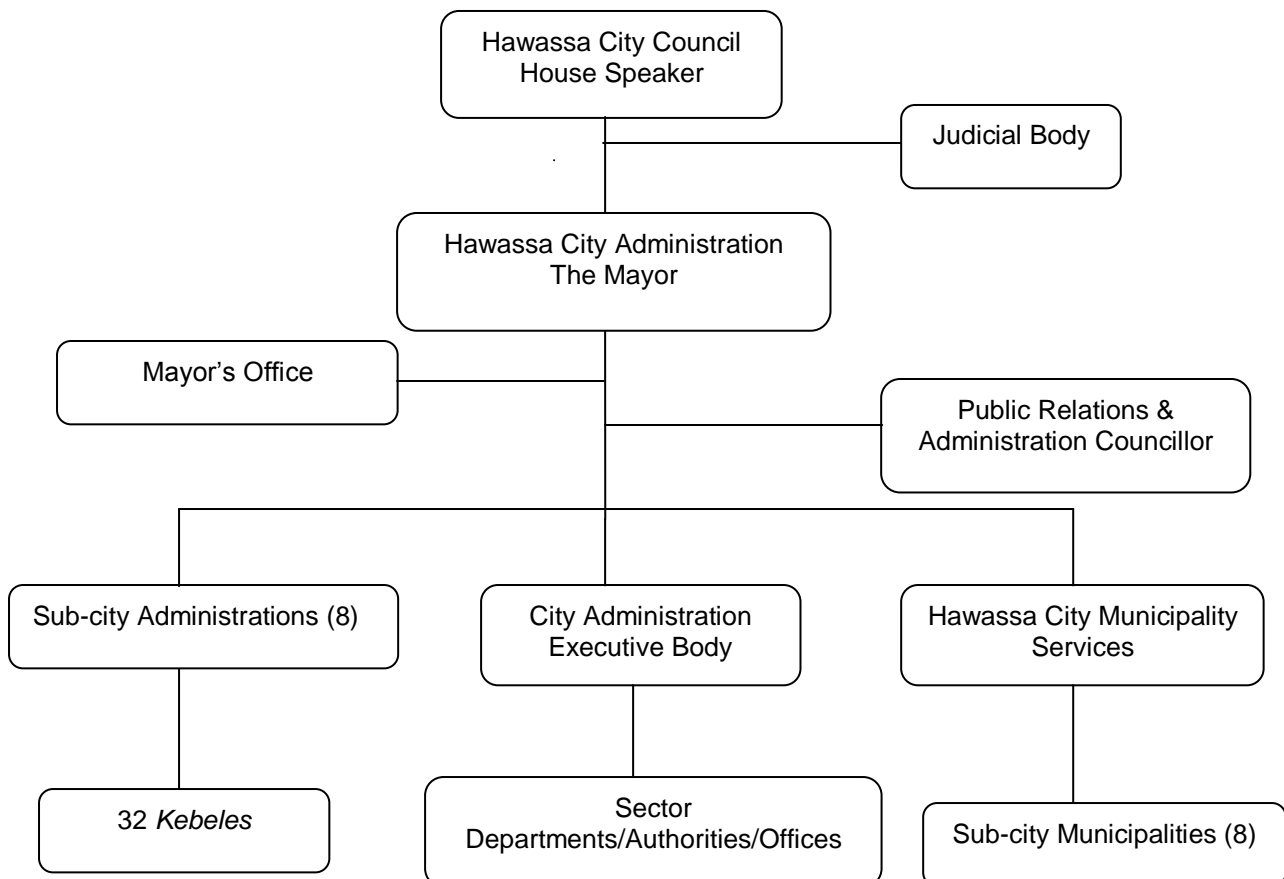 Hawassa City Council
House Speaker
Judicial Body
Hawassa City Administration
The Mayor
Mayor’s Office
Public Relations &
Administration Councillor
Sub-city Administrations (8)
City Administration
Executive Body
Hawassa City Municipality
Services
32 Kebeles
Sector
Departments/Authorities/Offices
Sub-city Municipalities (8)